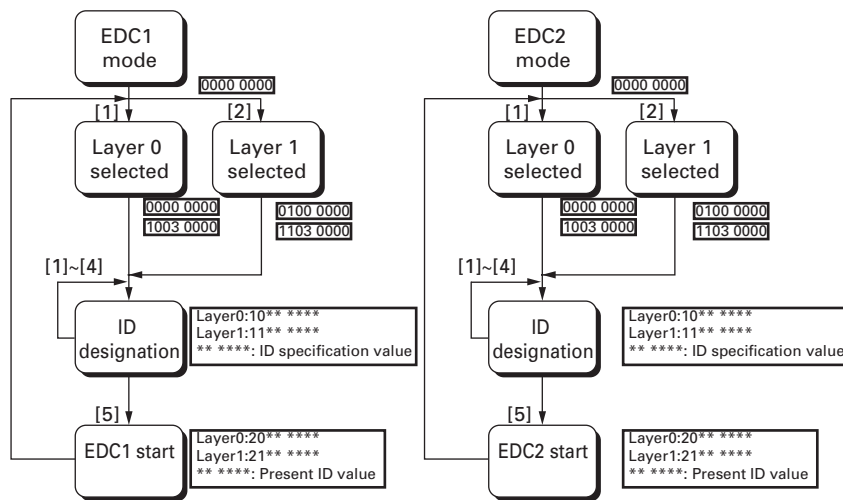 EDC1
mode
0000 0000
[1]
[2]
Layer 0
selected
Layer 1
selected
0000 0000
1003 0000
0100 0000
1103 0000
[1]~[4]
ID
designation
Layer0:10** ****
Layer1:11** ****
** ****: ID specification value
[5]
EDC1 start
Layer0:20** ****
Layer1:21** ****
** ****: Present ID value
EDC2
mode
0000 0000
[1]
[2]
Layer 0
selected
Layer 1
selected
0000 0000
1003 0000
0100 0000
1103 0000
[1]~[4]
ID
designation
Layer0:10** ****
Layer1:11** ****
** ****: ID specification value
[5]
EDC2 start
Layer0:20** ****
Layer1:21** ****
** ****: Present ID value